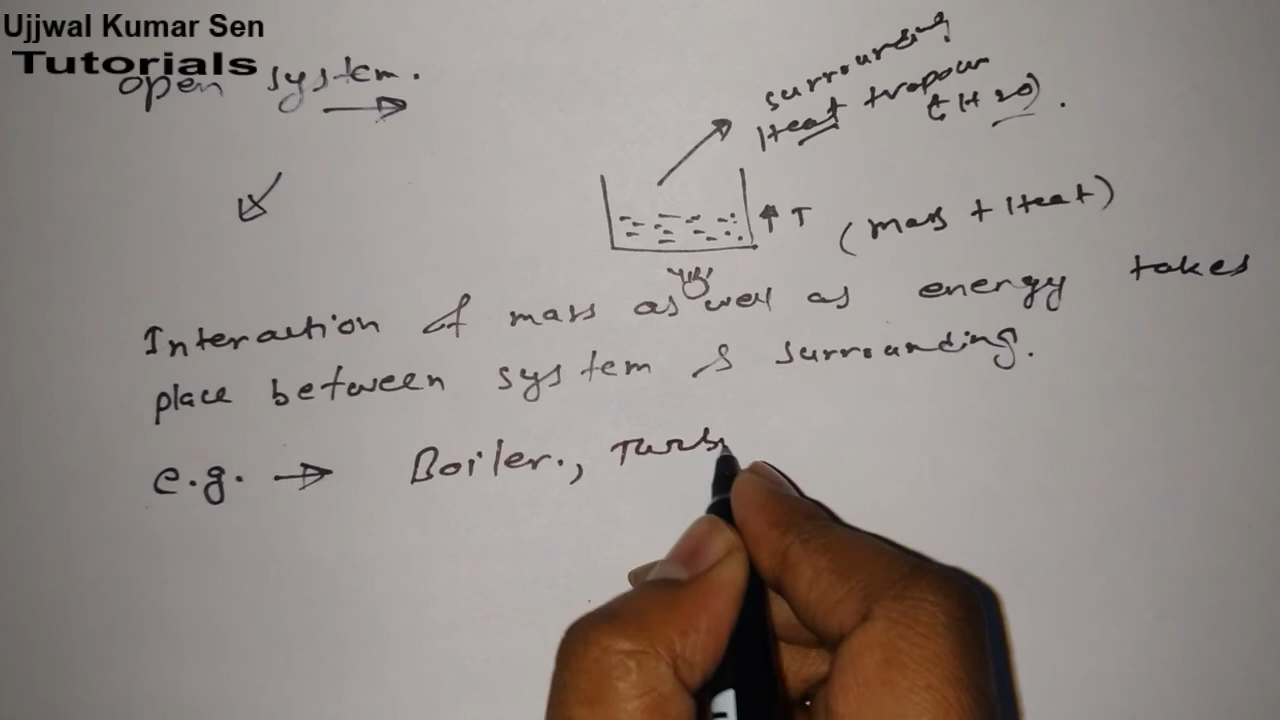 Ujjwal Kumar Sen
Tutorials
open system.
surrounding
Heat + vapour
(H2O).
↑ T (mass + Heat)
Interaction of mass as well as energy takes
place between system & surrounding.
e.g. → Boiler., Turb